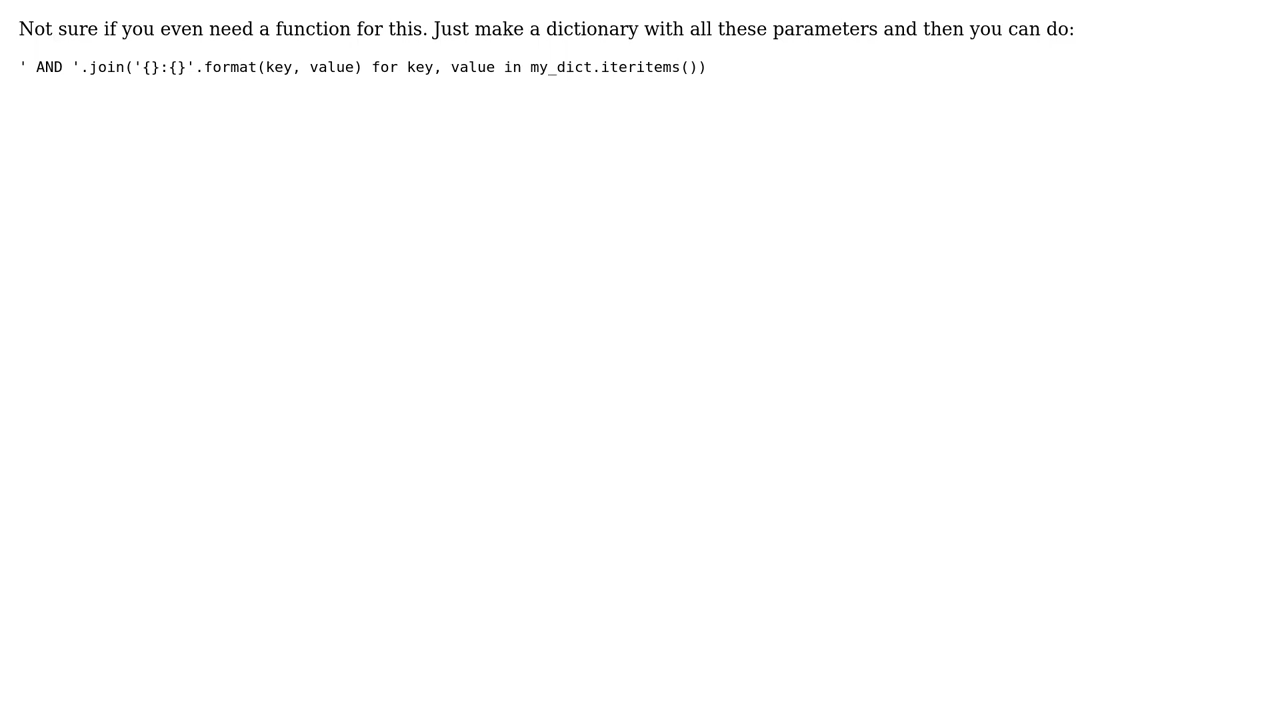 Not sure if you even need a function for this. Just make a dictionary with all these parameters and then you can do:
' AND '.join('{}:{}'.format(key, value) for key, value in my_dict.iteritems())